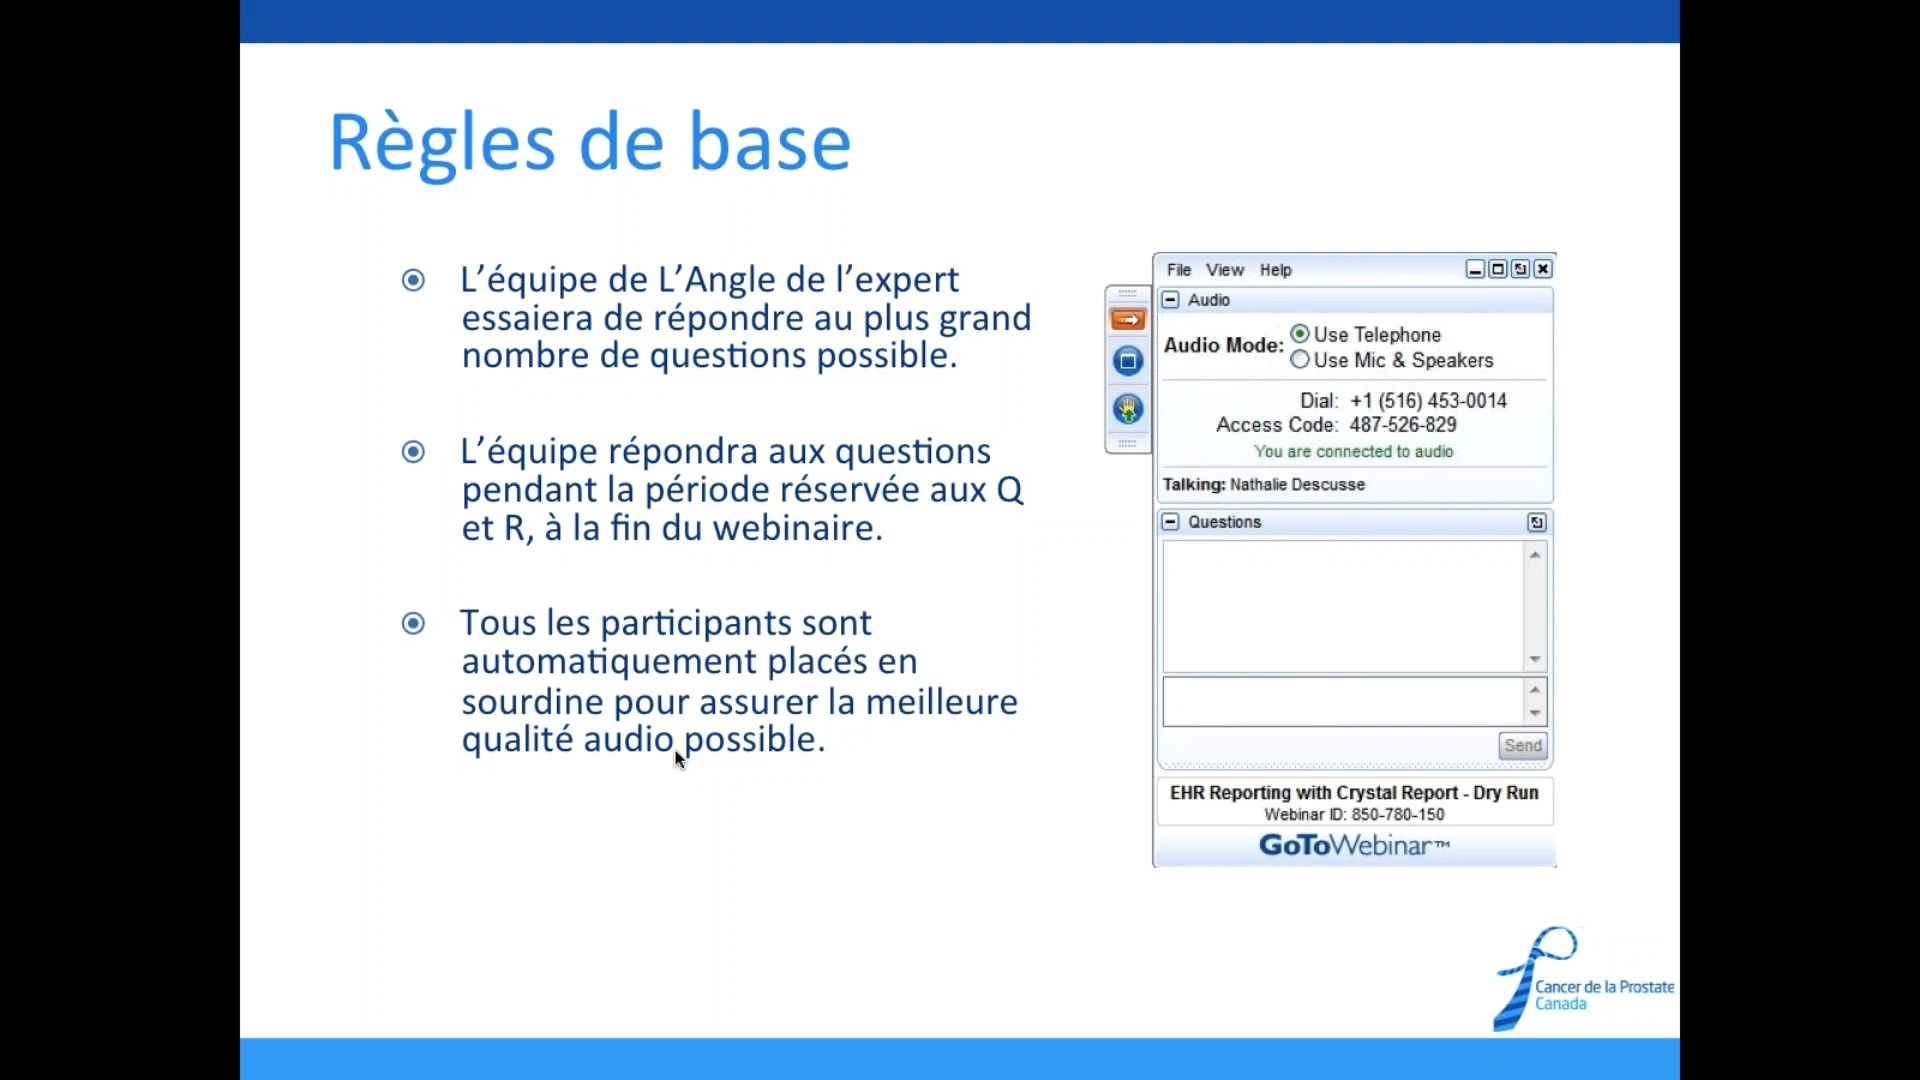 Règles de base
L’équipe de L’Angle de l’expert
essaiera de répondre au plus grand
nombre de questions possible.
L’équipe répondra aux questions
pendant la période réservée aux Q
et R, à la fin du webinaire.
Tous les participants sont
automatiquement placés en
sourdine pour assurer la meilleure
qualité audio possible.
File View Help
Audio
Audio Mode: Use Telephone
Use Mic & Speakers
Dial: +1 (516) 453-0014
Access Code: 487-526-829
You are connected to audio
Talking: Nathalie Descusse
Questions
Send
EHR Reporting with Crystal Report - Dry Run
Webinar ID: 850-780-150
GoToWebinar™
Cancer de la Prostate
Canada